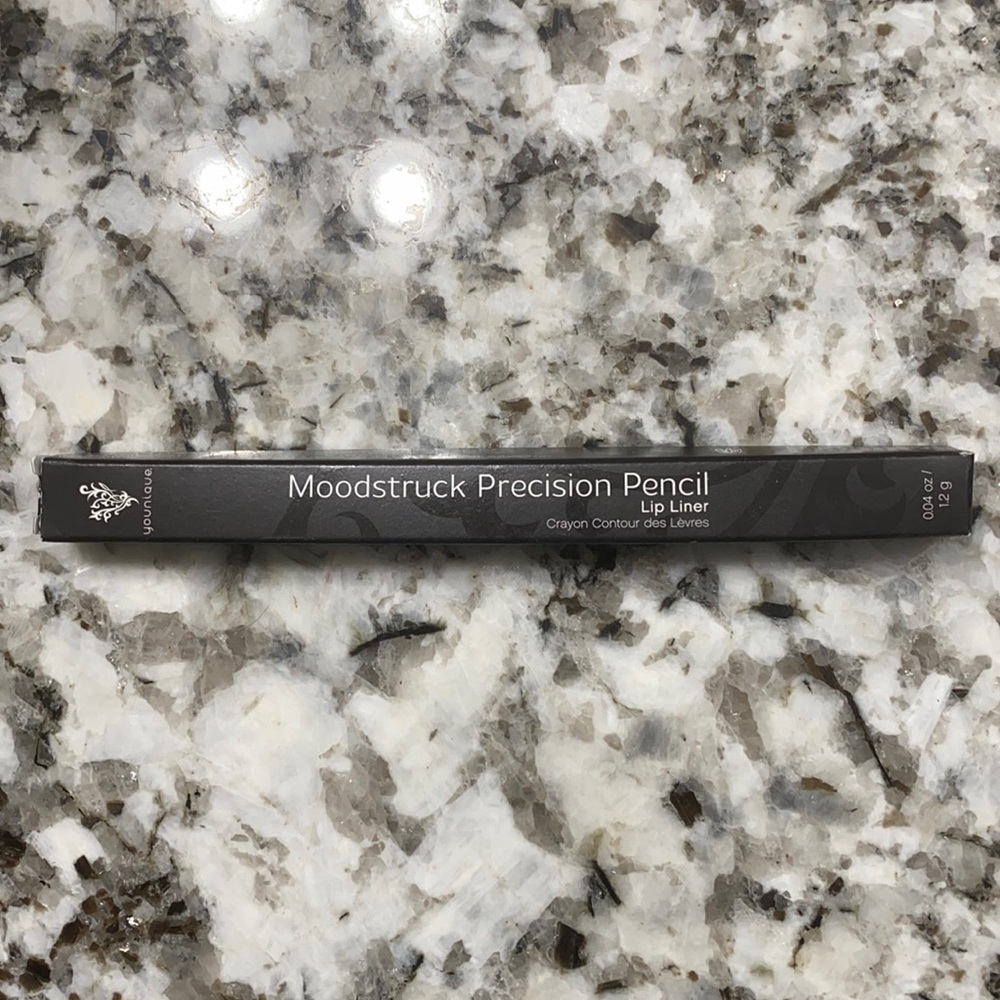 younique
Moodstruck Precision Pencil
Lip Liner
Crayon Contour des Lèvres
0.04 oz /
1.2 g